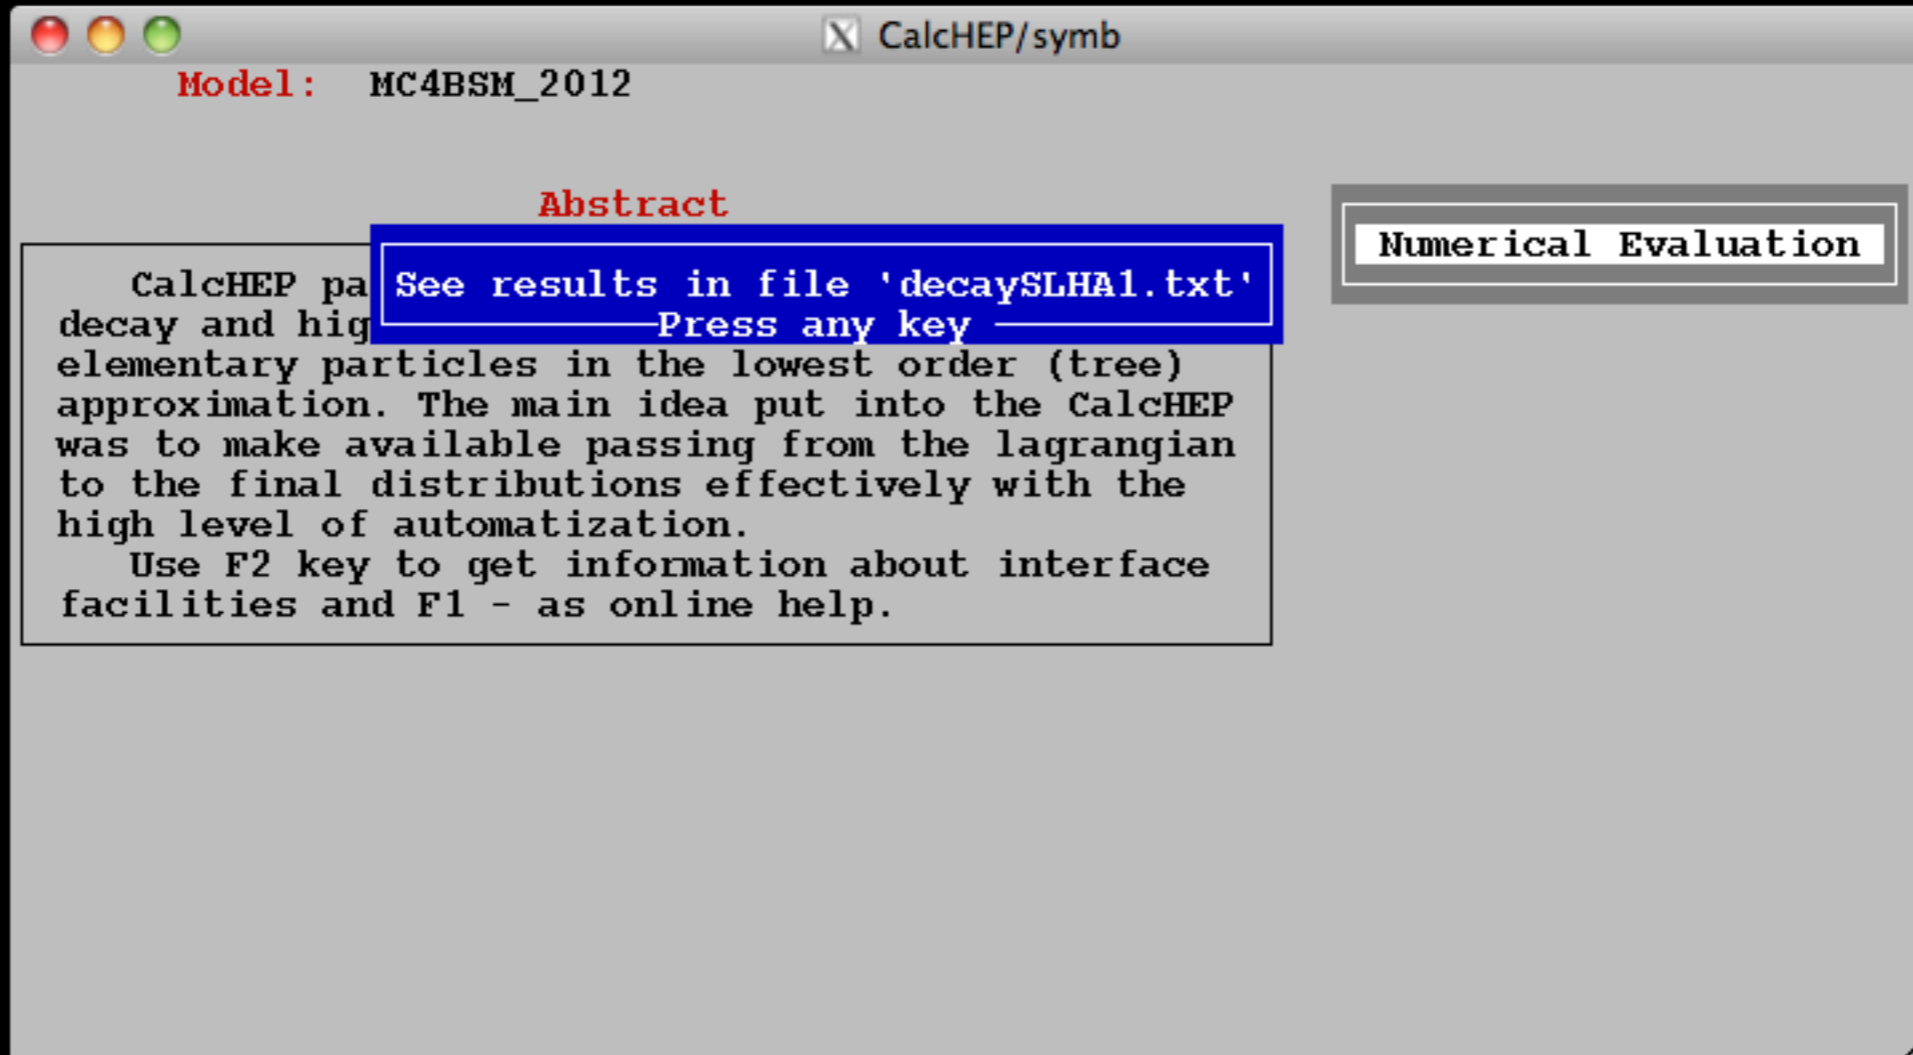 CalcHEP/symb
Model: MC4BSM_2012
Abstract
Numerical Evaluation
See results in file 'decaySLHA1.txt'
Press any key
CalcHEP pa
decay and hig
elementary particles in the lowest order (tree)
approximation. The main idea put into the CalcHEP
was to make available passing from the lagrangian
to the final distributions effectively with the
high level of automatization.
Use F2 key to get information about interface
facilities and F1 - as online help.